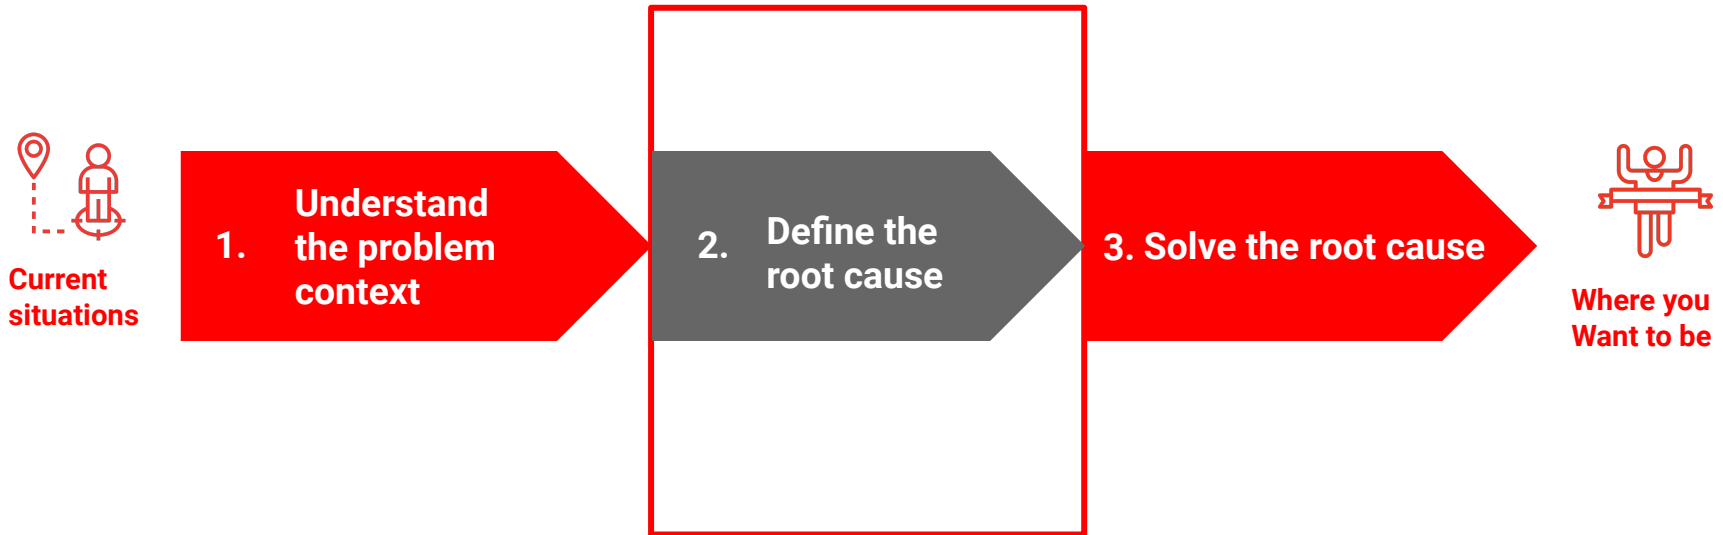 Current
situations
1.
Understand
the problem
context
2.
Define the
root cause
3. Solve the root cause
Where you
Want to be